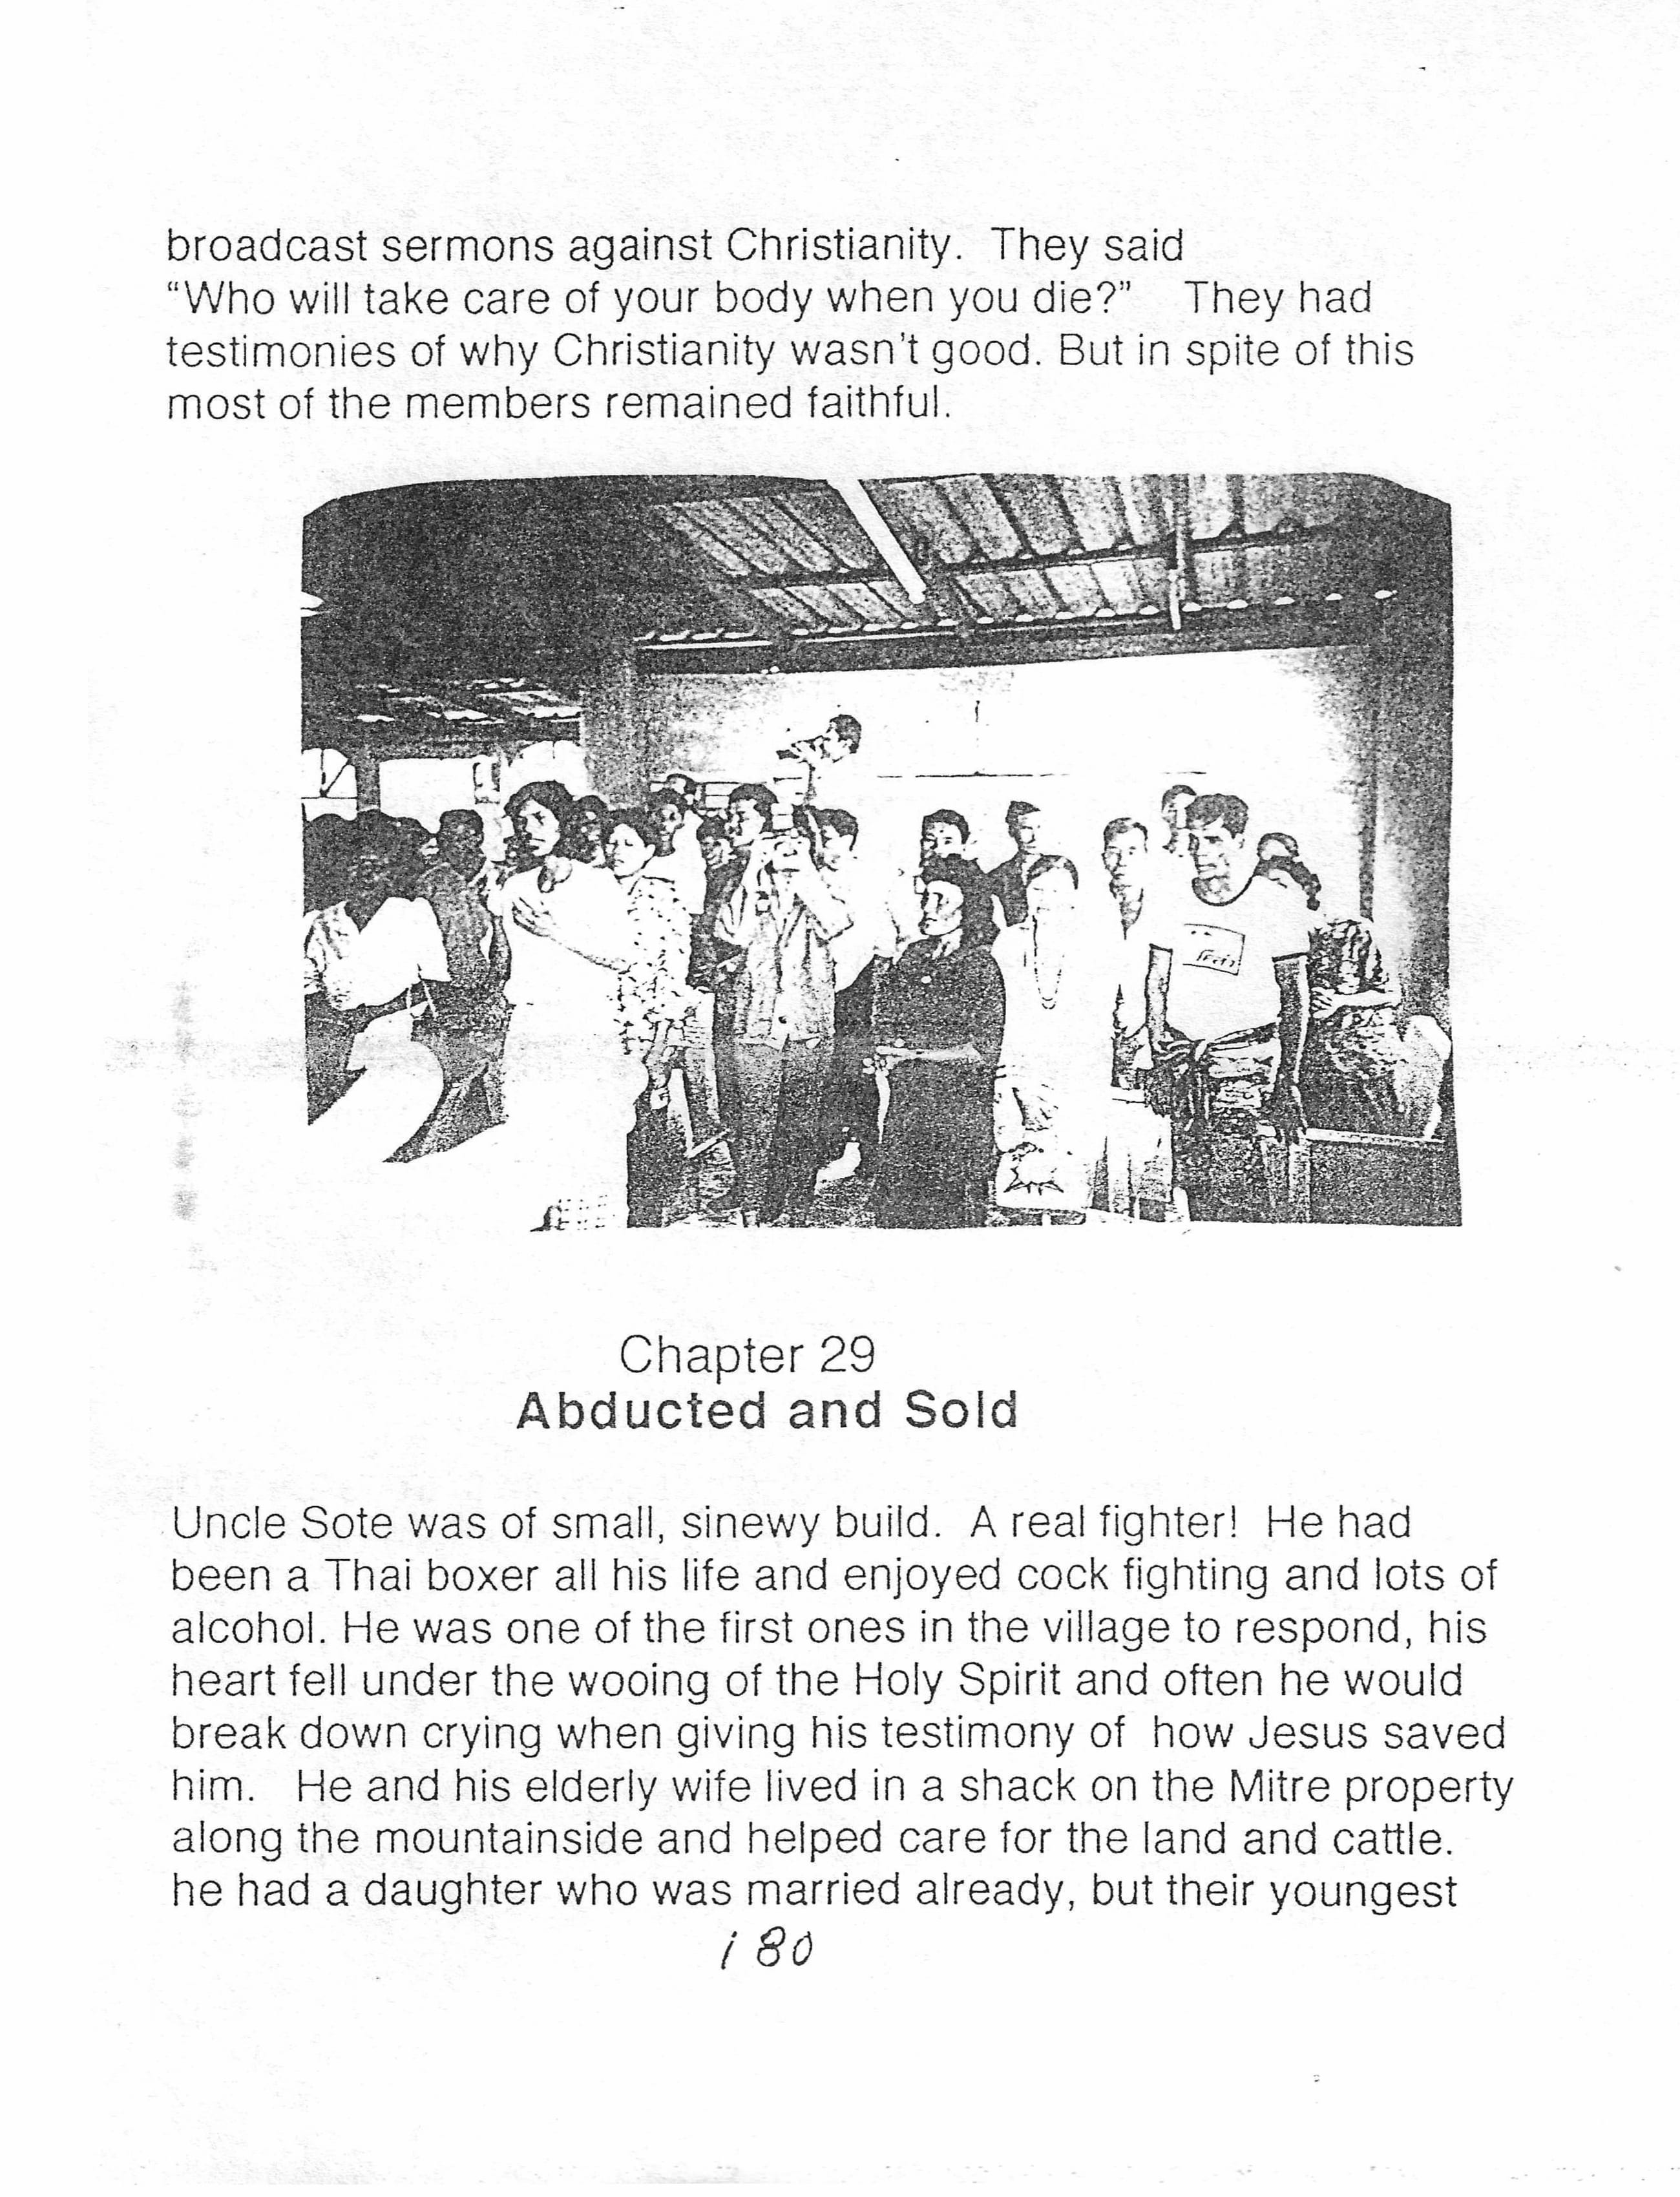 broadcast sermons against Christianity.  They said
“Who will take care of your body when you die?”   They had
testimonies of why Christianity wasn't good. But in spite of this
most of the members remained faithful.
Chapter 29
Abducted and Sold
Uncle Sote was of small, sinewy build.  A real fighter!  He had
been a Thai boxer all his life and enjoyed cock fighting and lots of
alcohol. He was one of the first ones in the village to respond, his
heart fell under the wooing of the Holy Spirit and often he would
break down crying when giving his testimony of  how Jesus saved
him.   He and his elderly wife lived in a shack on the Mitre property
along the mountainside and helped care for the land and cattle.
he had a daughter who was married already, but their youngest
180